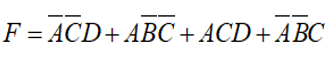 F = A̅C̅D + AB̅C̅ + ACD + A̅B̅C